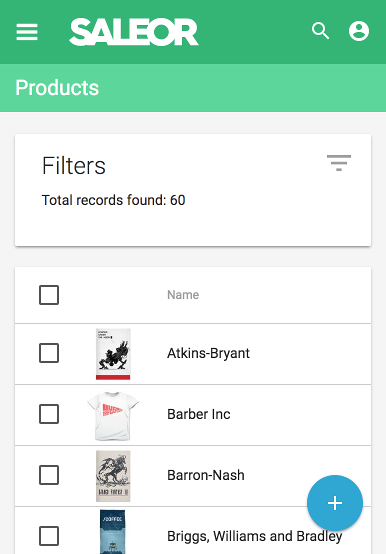 SALEOR
Products
Filters
Total records found: 60
Name
Atkins-Bryant
Barber Inc
Barron-Nash
Briggs, Williams and Bradley